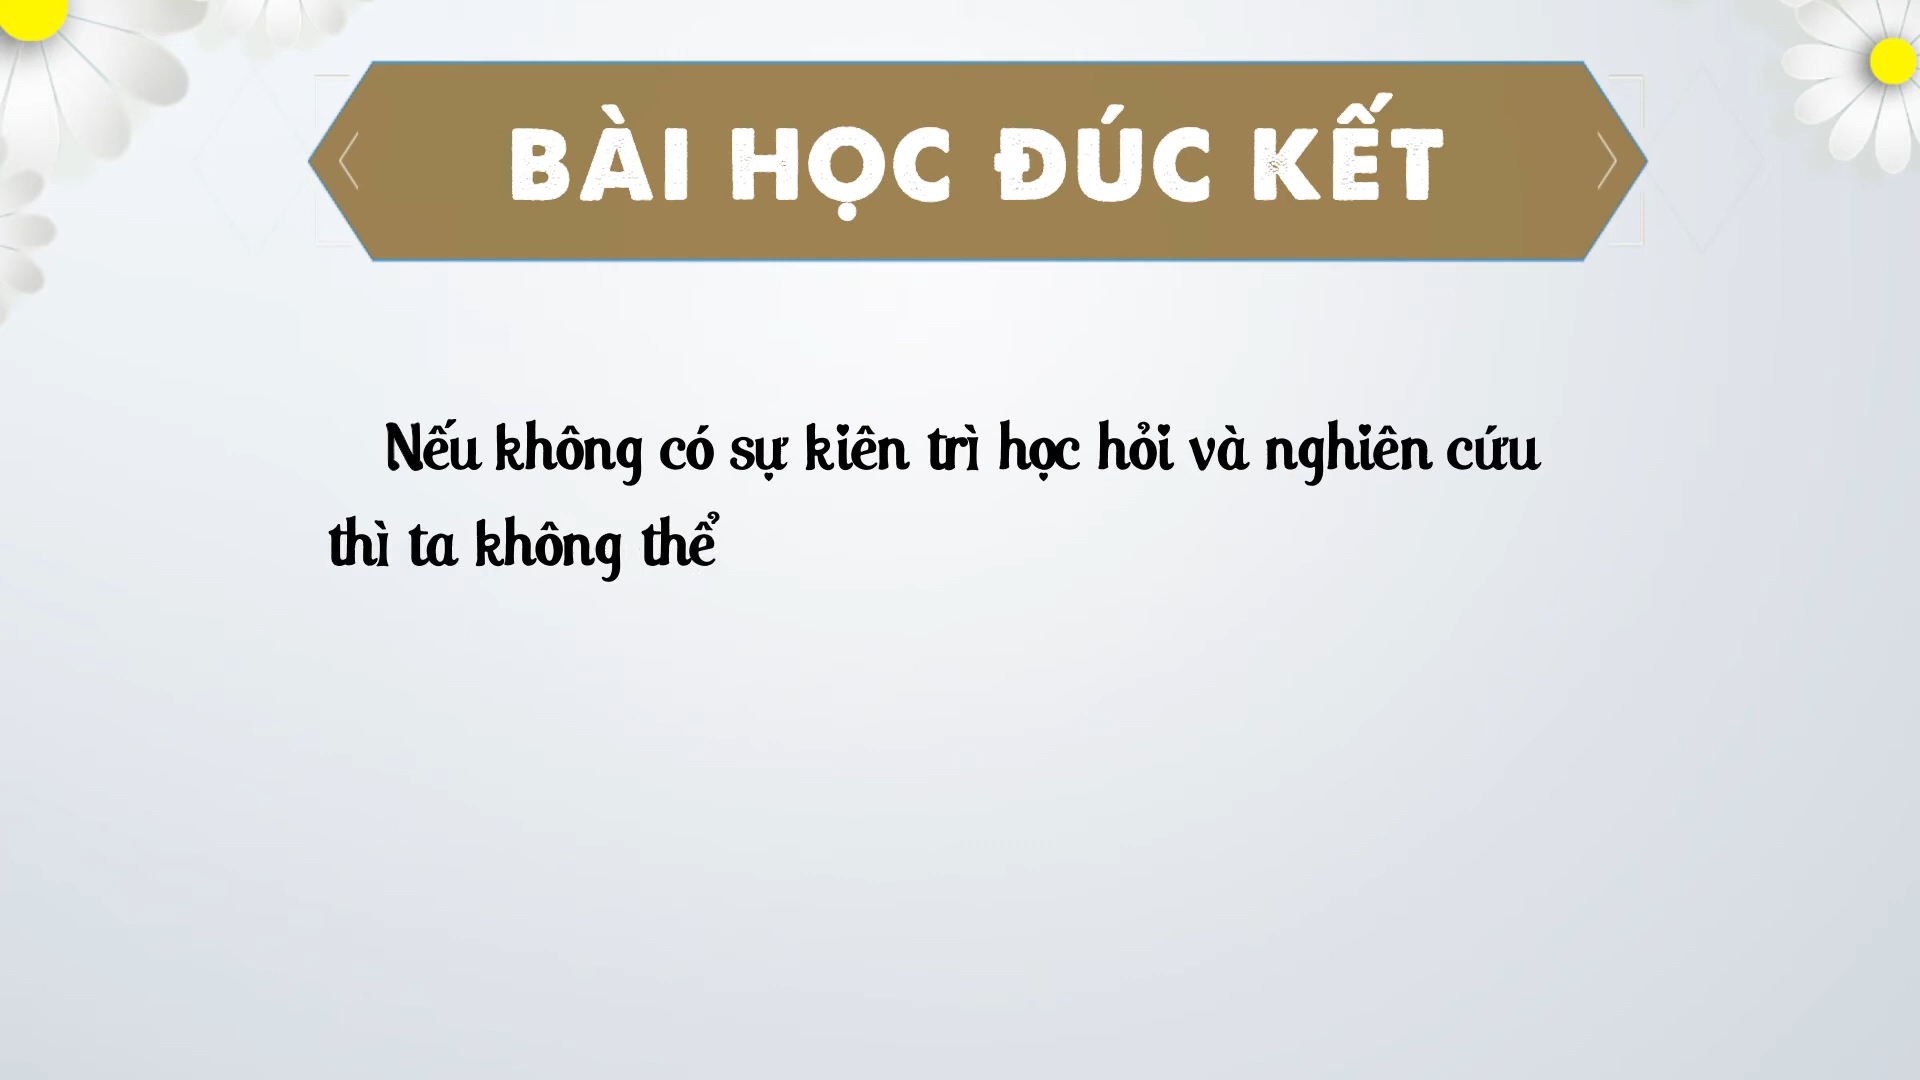 BÀI HỌC ĐÚC KẾT
Nếu không có sự kiên trì học hỏi và nghiên cứu
thì ta không thể